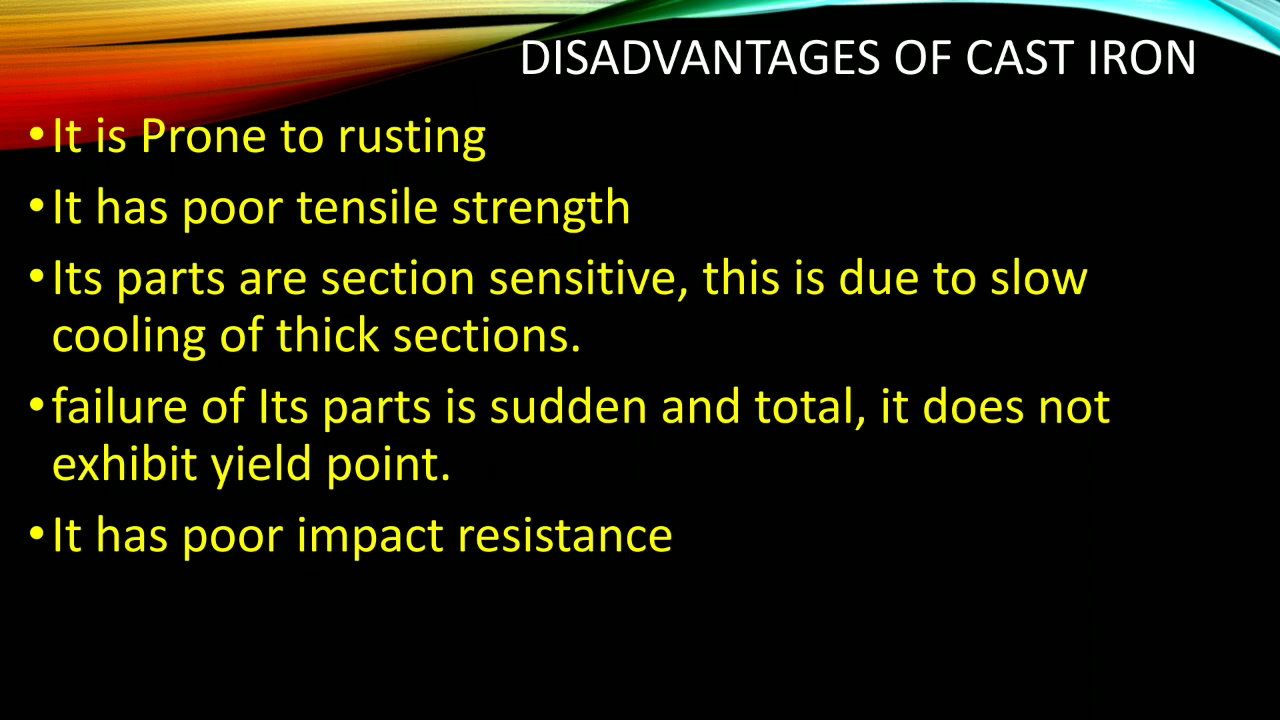 DISADVANTAGES OF CAST IRON
•It is Prone to rusting
•It has poor tensile strength
•Its parts are section sensitive, this is due to slow
cooling of thick sections.
•failure of Its parts is sudden and total, it does not
exhibit yield point.
•It has poor impact resistance